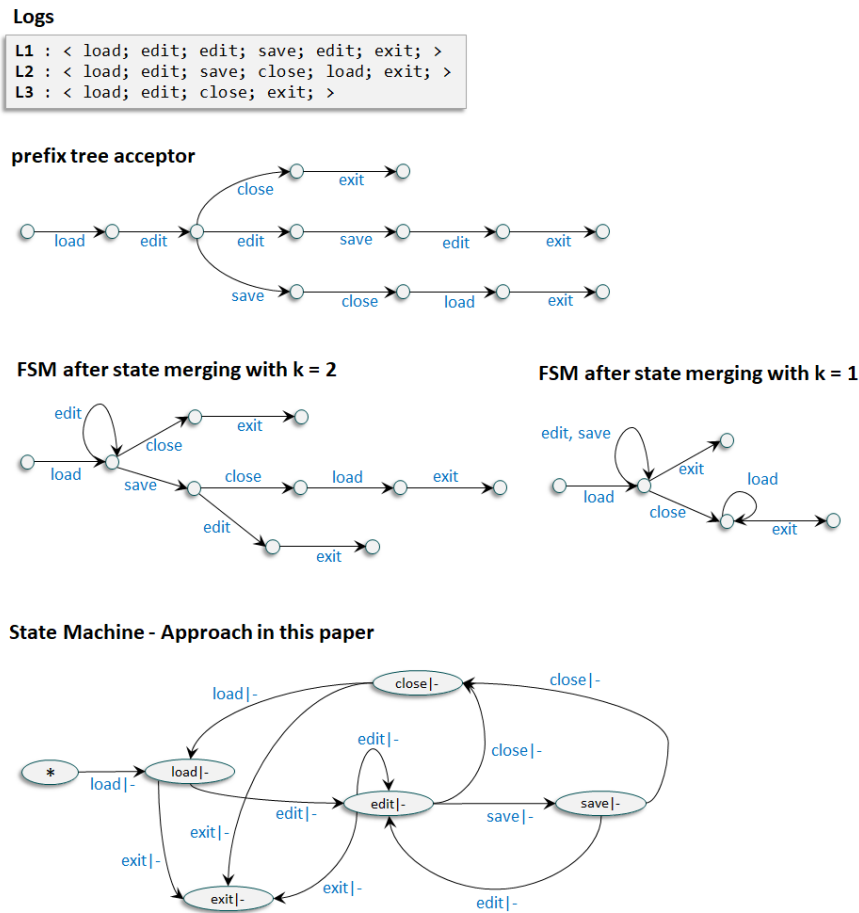 Logs
L1 : < load; edit; edit; save; edit; exit; >
L2 : < load; edit; save; close; load; exit; >
L3 : < load; edit; close; exit; >
prefix tree acceptor
close
exit
load
edit
edit
save
edit
exit
save
close
load
exit
FSM after state merging with k = 2
FSM after state merging with k = 1
edit
exit
close
load
save
close
load
exit
edit
exit
edit, save
exit
load
load
close
exit
State Machine - Approach in this paper
close|-
close|-
load|-
edit|-
close|-
*
load|-
load|-
edit|-
save|-
edit|-
save|-
exit|-
exit|-
exit|-
exit|-
edit|-